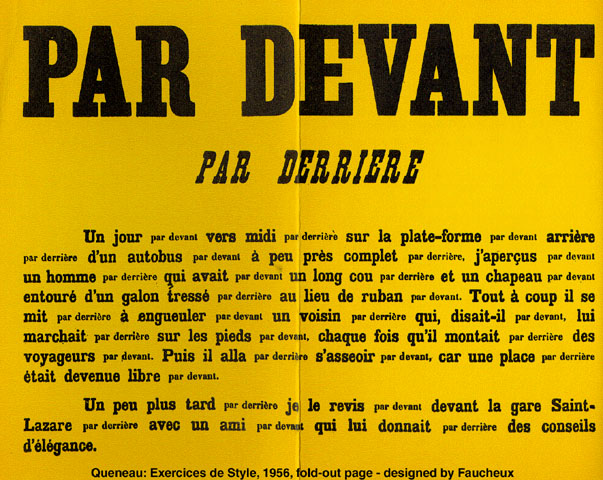 PAR DEVANT
PAR DERRIERE
Un jour par devant vers midi par derrière sur la plate-forme par devant arrière
par derrière d'un autobus par devant à peu près complet par derrière, j'aperçus par devant
un homme par derrière qui avait par devant un long cou par derrière et un chapeau par devant
entouré d'un galon tressé par derrière au lieu de ruban par devant. Tout à coup il se
mit par derrière à engueuler par devant un voisin par derrière qui, disait-il par devant, lui
marchait par derrière sur les pieds par devant, chaque fois qu'il montait par derrière des
voyageurs par devant. Puis il alla par derrière s'asseoir par devant, car une place par derrière
était devenue libre par devant.
Un peu plus tard par derrière je le revis par devant devant la gare Saint-
Lazare par derrière avec un ami par devant qui lui donnait par derrière des conseils
d'élégance.
Queneau: Exercices de Style, 1956, fold-out page - designed by Faucheux